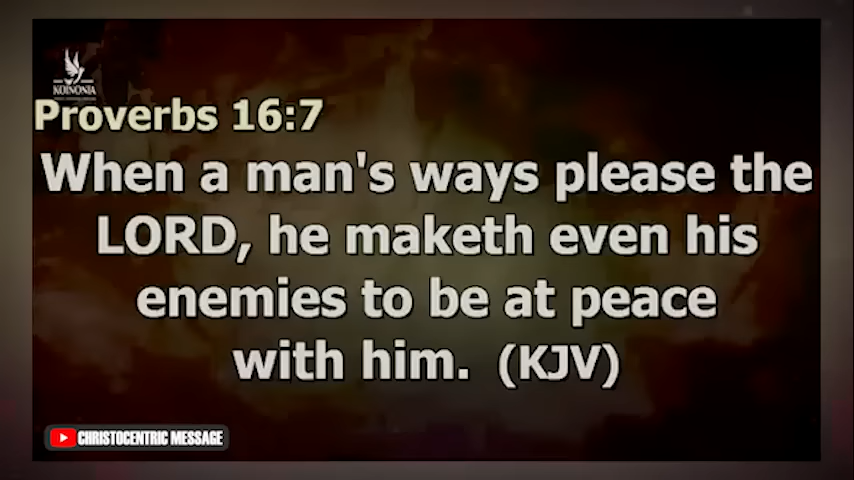 KOINONIA
Proverbs 16:7
When a man's ways please the
LORD, he maketh even his
enemies to be at peace
with him. (KJV)
CHRISTOCENTRIC MESSAGE